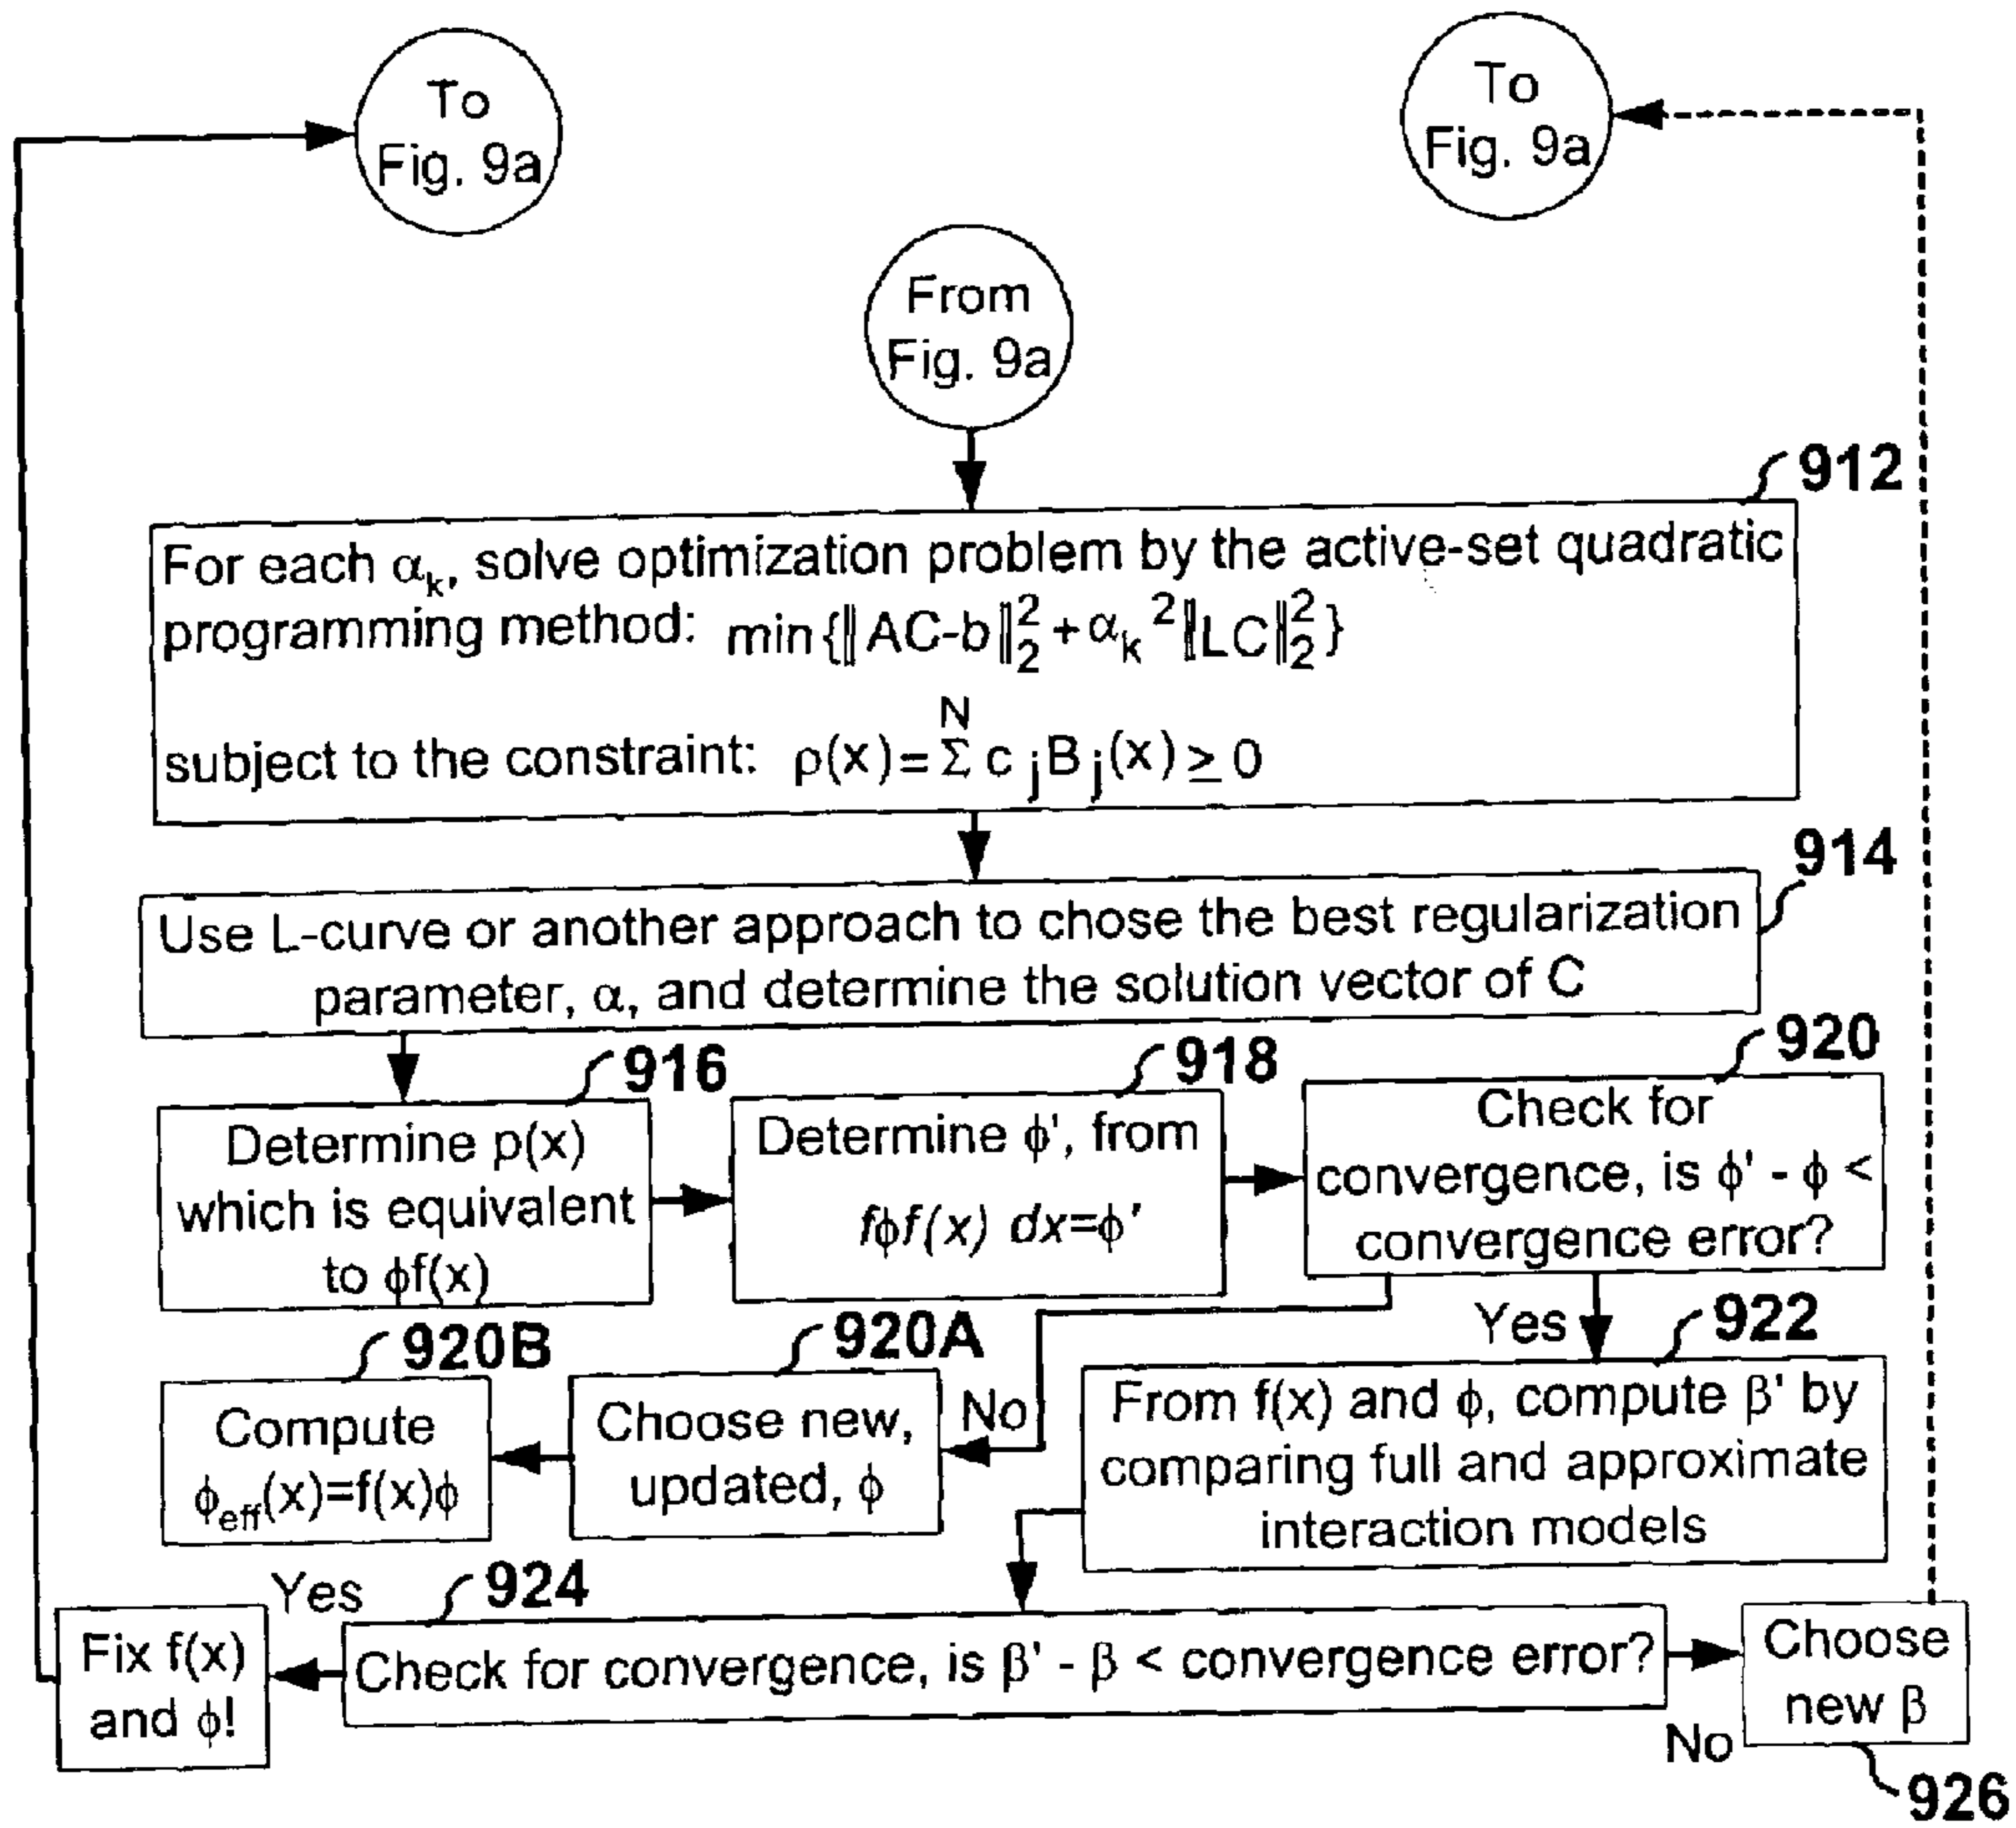 To
Fig. 9a
To
Fig. 9a
From
Fig. 9a
912
For each αk, solve optimization problem by the active-set quadratic
programming method: min{‖AC-b‖₂²+αk²‖LC‖₂²}
N
subject to the constraint: ρ(x)=Σ cjBj(x)≥0
914
Use L-curve or another approach to chose the best regularization
parameter, α, and determine the solution vector of C
916
Determine p(x)
which is equivalent
to ϕf(x)
918
Determine ϕ', from
fϕf(x) dx=ϕ'
920
Check for
convergence, is ϕ' - ϕ <
convergence error?
Yes
No
920B
Compute
ϕeff(x)=f(x)ϕ
920A
Choose new,
updated, ϕ
922
From f(x) and ϕ, compute β' by
comparing full and approximate
interaction models
Yes
924
Fix f(x)
and ϕ!
Check for convergence, is β' - β < convergence error?
No
Choose
new β
926